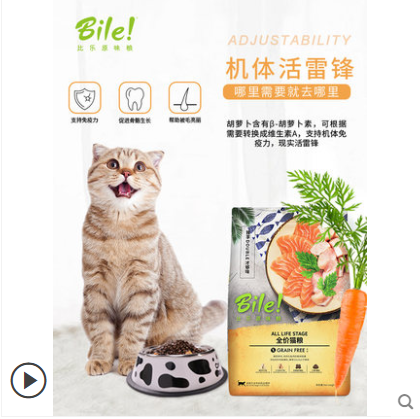 Bile!
比乐原味粮
ADJUSTABILITY
机体活雷锋
哪里需要就去哪里
支持免疫力
促进骨骼生长
帮助被毛亮丽
胡萝卜含有β-胡萝卜素，可根据
需要转换成维生素A，支持机体免
疫力，现实活雷锋
Bile!
ALL LIFE STAGE
全价猫粮
GRAIN FREE